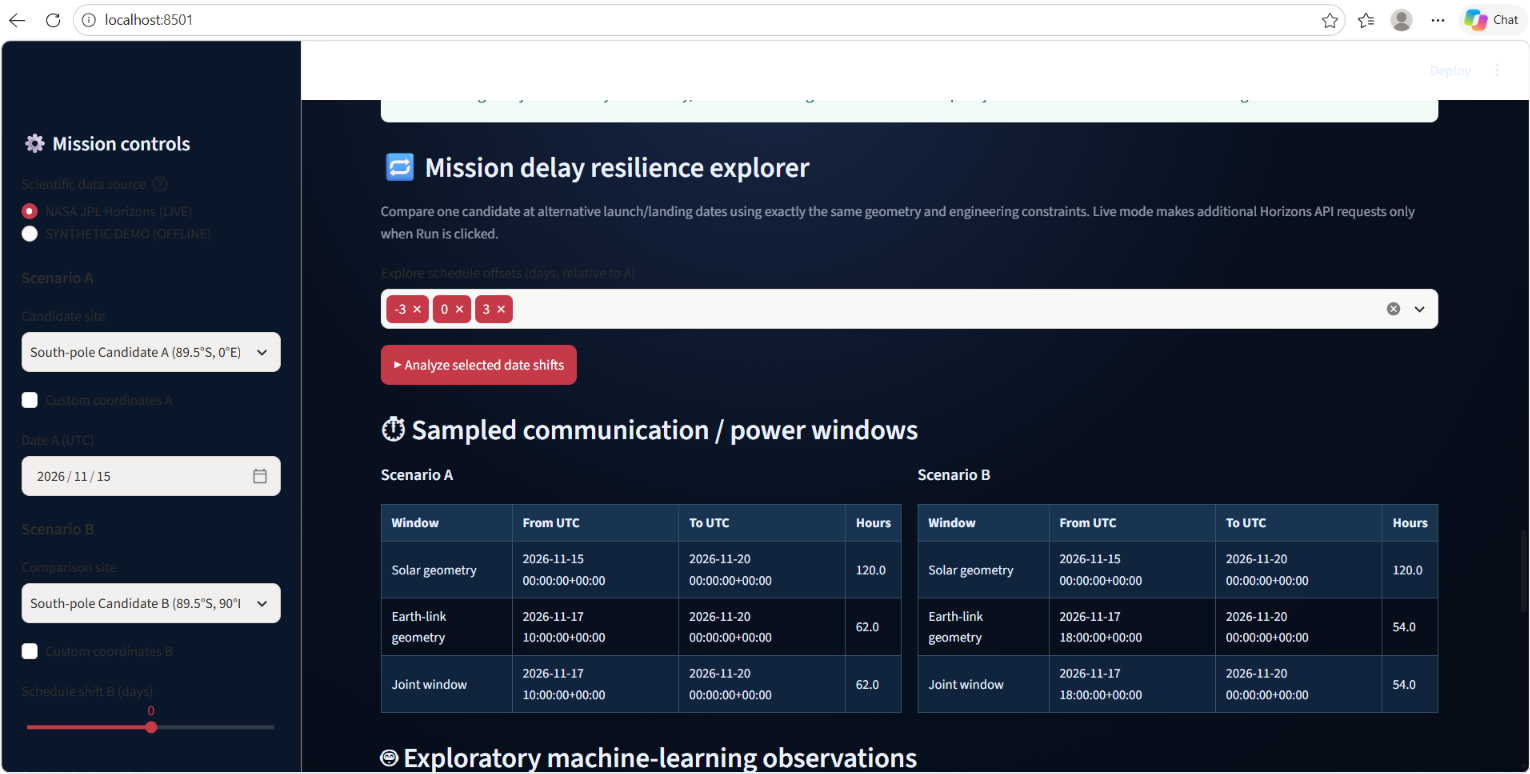 localhost:8501
Chat
Deploy
Mission controls
Scientific data source
NASA JPL Horizons (LIVE)
SYNTHETIC DEMO (OFFLINE)
Scenario A
Candidate site
South-pole Candidate A (89.5°S, 0°E)
Custom coordinates A
Date A (UTC)
2026 / 11 / 15
Scenario B
Comparison site
South-pole Candidate B (89.5°S, 90°
Custom coordinates B
Schedule shift B (days)
0
Mission delay resilience explorer
Compare one candidate at alternative launch/landing dates using exactly the same geometry and engineering constraints. Live mode makes additional Horizons API requests only
when Run is clicked.
Explore schedule offsets (days, relative to A)
-3 × 0 × 3 ×
Analyze selected date shifts
Sampled communication / power windows
Scenario A
Window From UTC To UTC Hours
Solar geometry 2026-11-15 00:00:00+00:00 2026-11-20 00:00:00+00:00 120.0
Earth-link geometry 2026-11-17 10:00:00+00:00 2026-11-20 00:00:00+00:00 62.0
Joint window 2026-11-17 10:00:00+00:00 2026-11-20 00:00:00+00:00 62.0
Scenario B
Window From UTC To UTC Hours
Solar geometry 2026-11-15 00:00:00+00:00 2026-11-20 00:00:00+00:00 120.0
Earth-link geometry 2026-11-17 18:00:00+00:00 2026-11-20 00:00:00+00:00 54.0
Joint window 2026-11-17 18:00:00+00:00 2026-11-20 00:00:00+00:00 54.0
Exploratory machine-learning observations